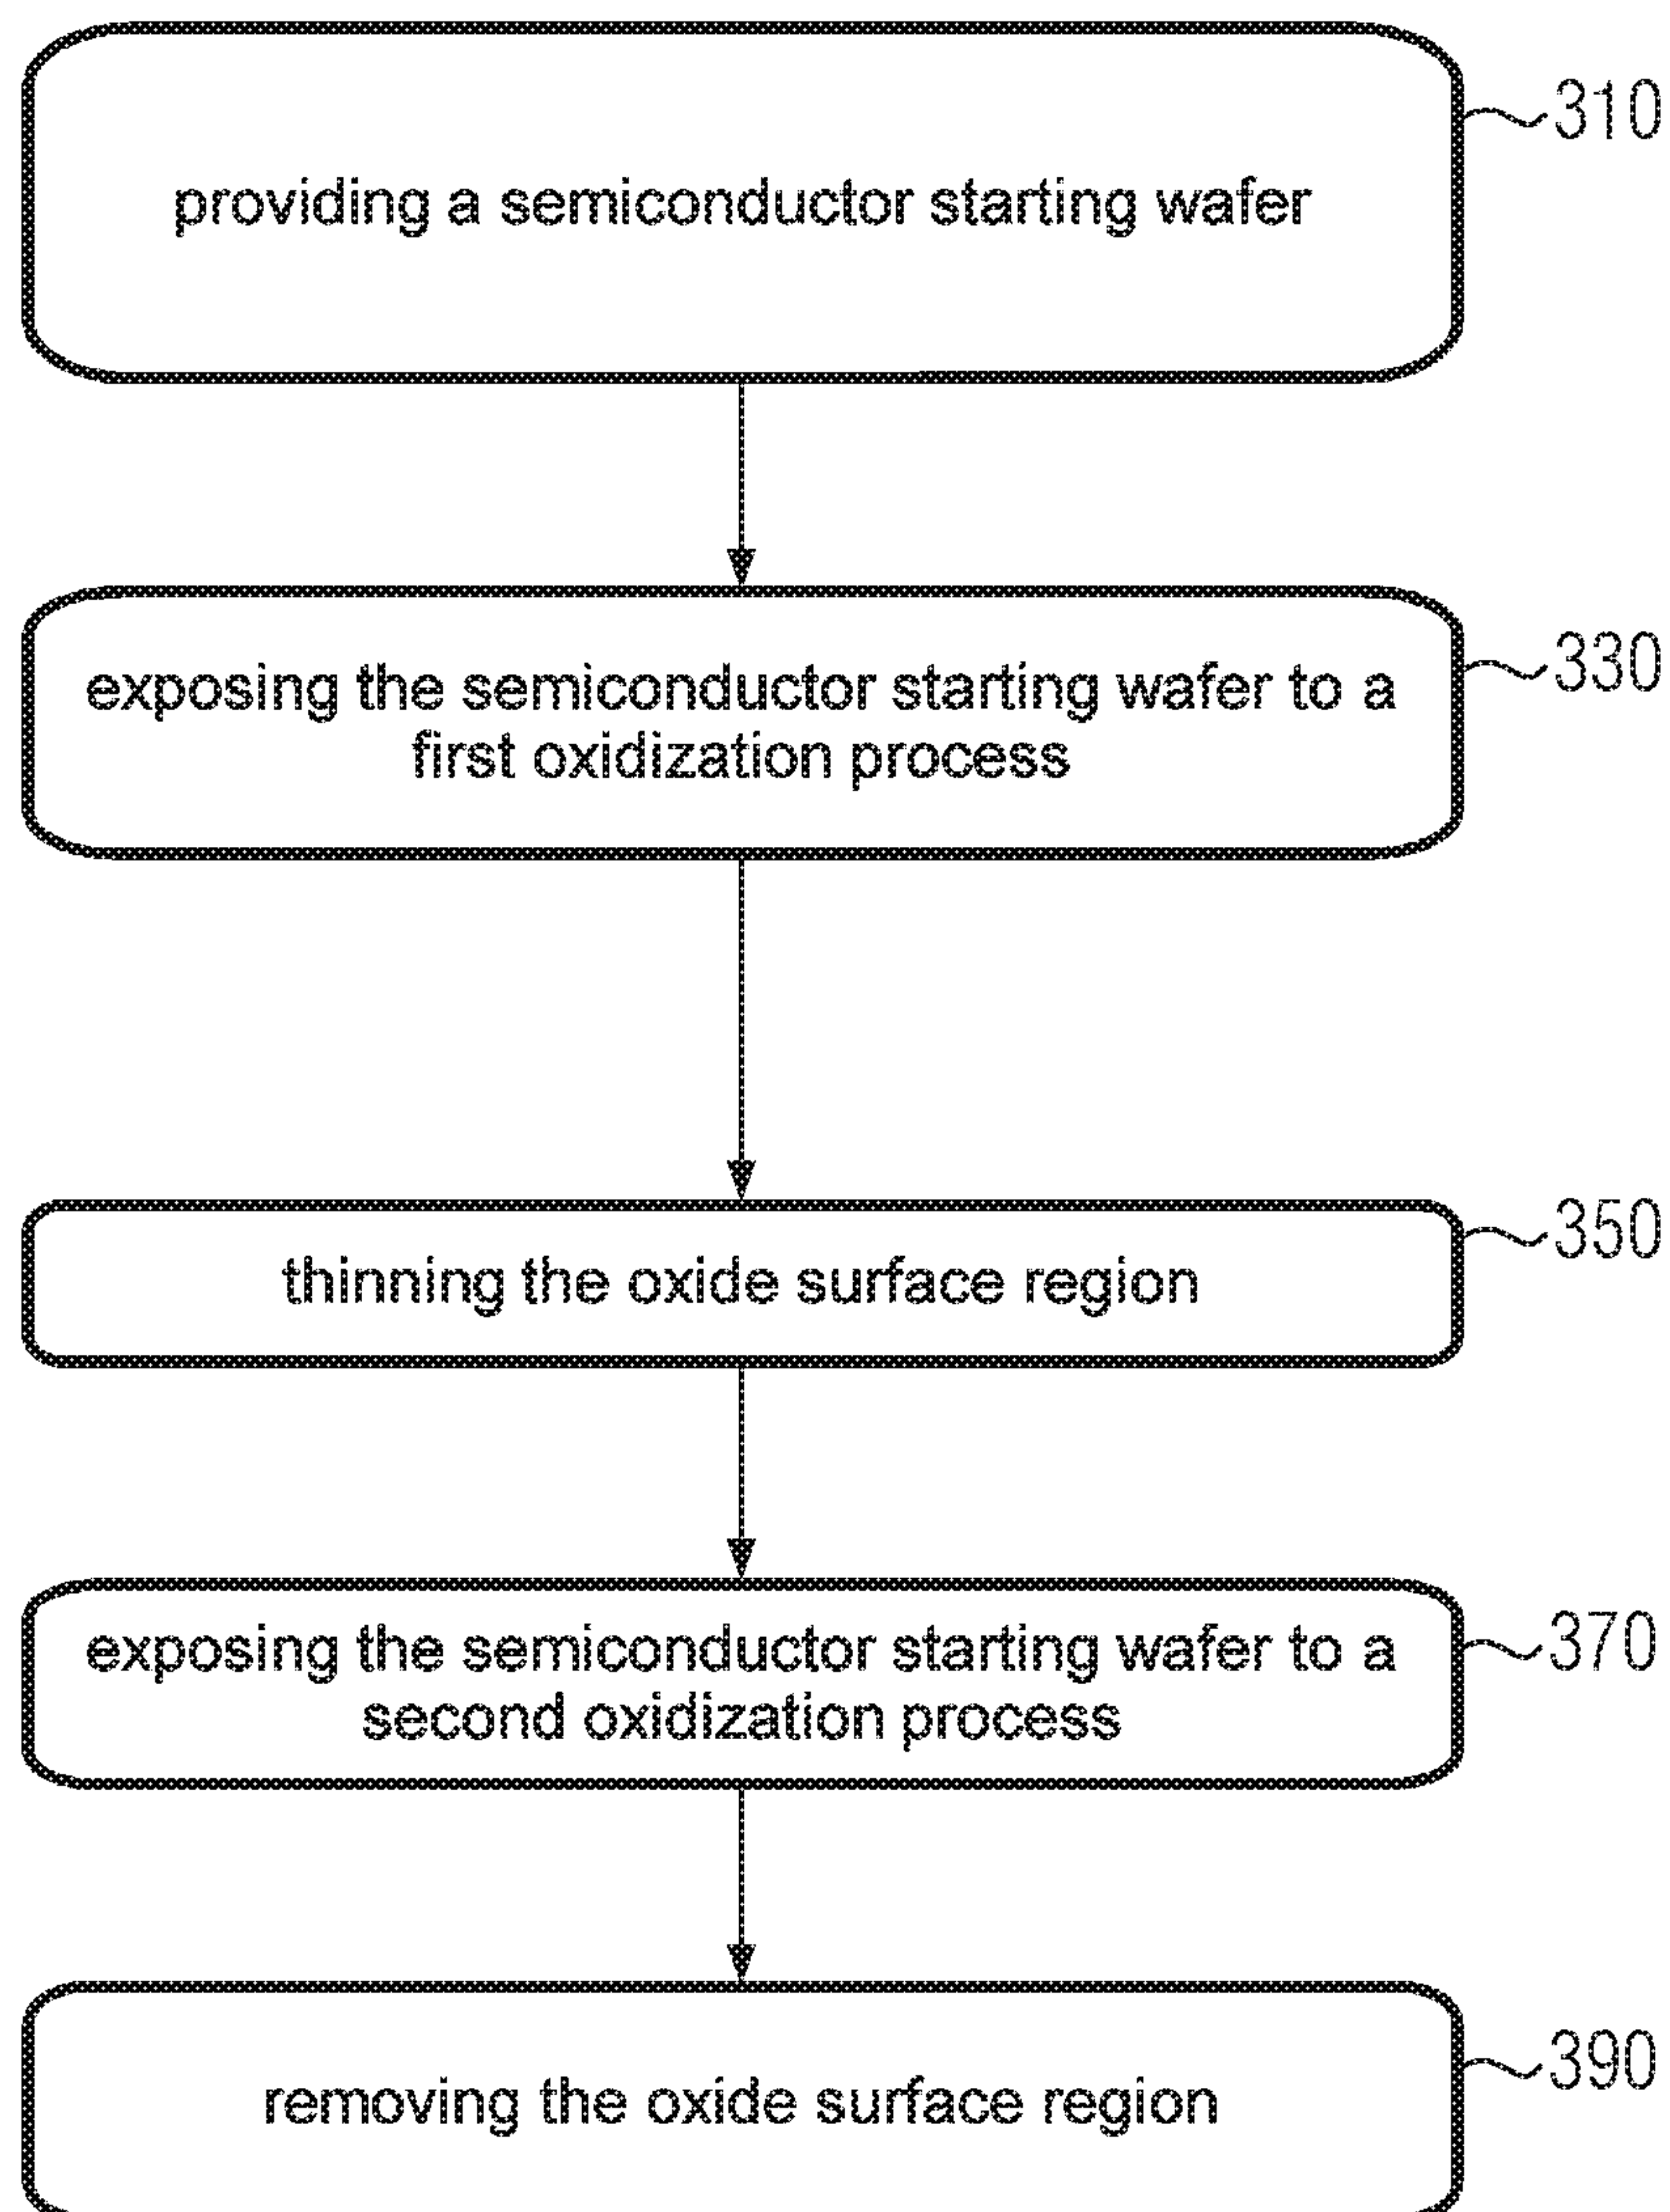 310
providing a semiconductor starting wafer
330
exposing the semiconductor starting wafer to a
first oxidization process
350
thinning the oxide surface region
370
exposing the semiconductor starting wafer to a
second oxidization process
390
removing the oxide surface region